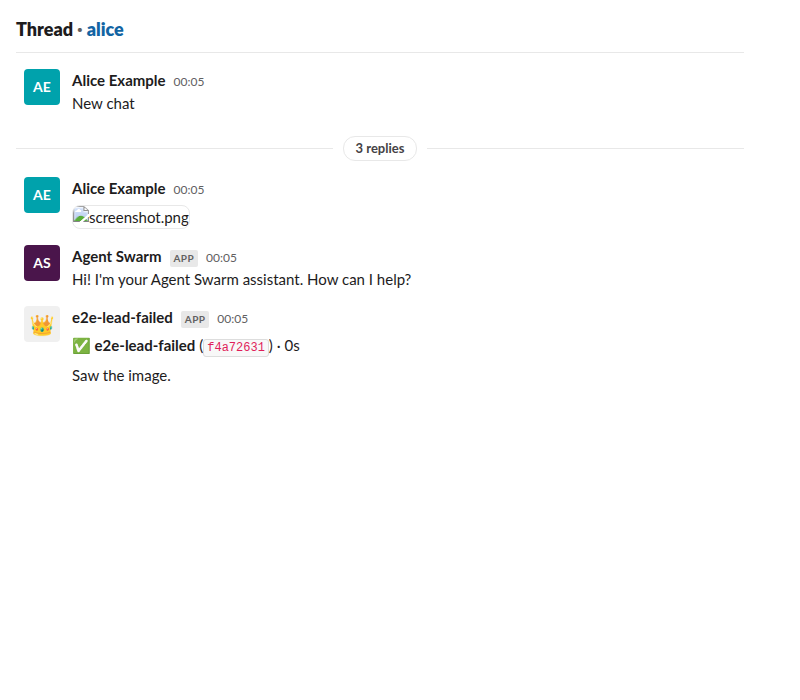 Thread • alice
AE
Alice Example 00:05
New chat
3 replies
AE
Alice Example 00:05
screenshot.png
AS
Agent Swarm APP 00:05
Hi! I'm your Agent Swarm assistant. How can I help?
e2e-lead-failed APP 00:05
✅ e2e-lead-failed (f4a72631) · 0s
Saw the image.